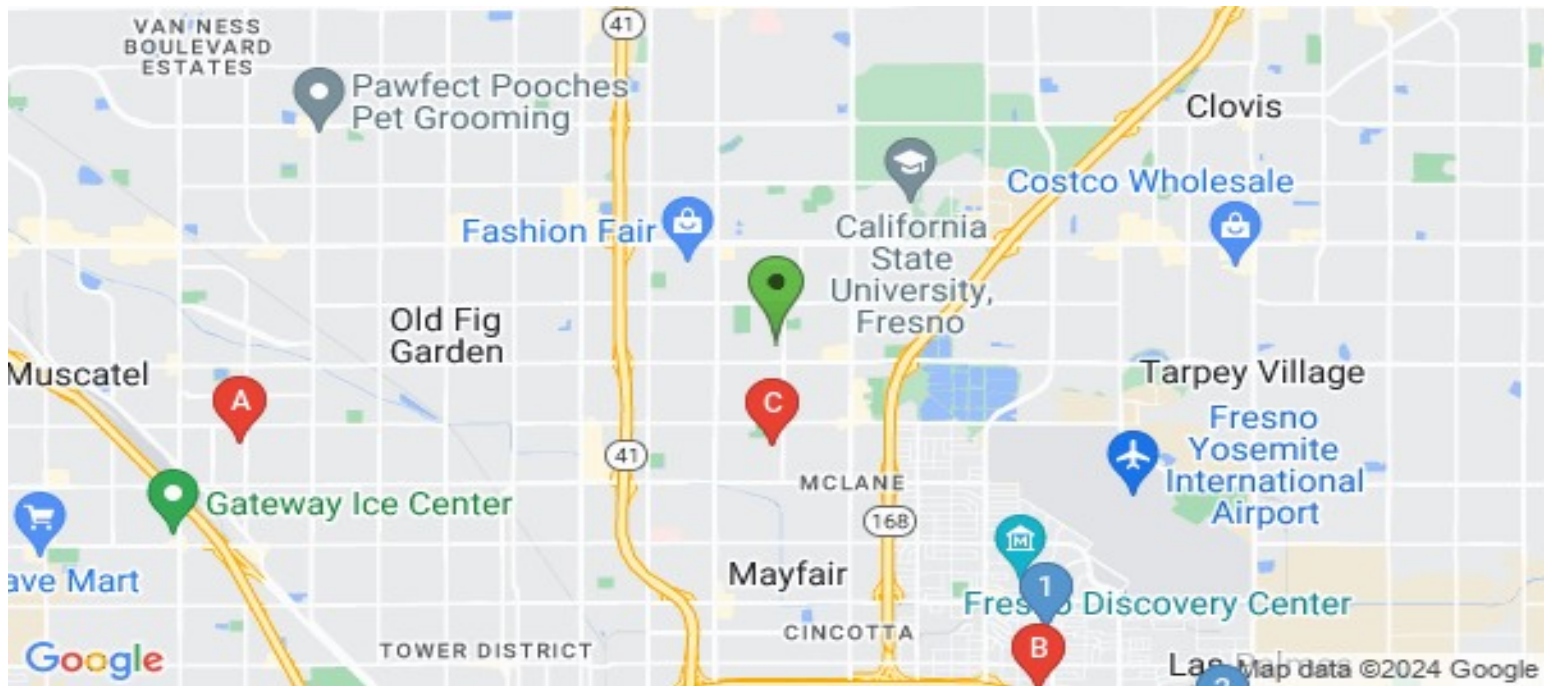 VAN NESS
BOULEVARD
ESTATES
41
Pawfect Pooches
Pet Grooming
Clovis
Costco Wholesale
Fashion Fair
California
State
University,
Fresno
Old Fig
Garden
Muscatel
Tarpey Village
A
C
Fresno
Yosemite
International
Airport
41
MCLANE
Gateway Ice Center
168
M
ave Mart
Mayfair
1
Discovery Center
CINCOTTA
TOWER DISTRICT
B
Google
Las
Map data ©2024 Google